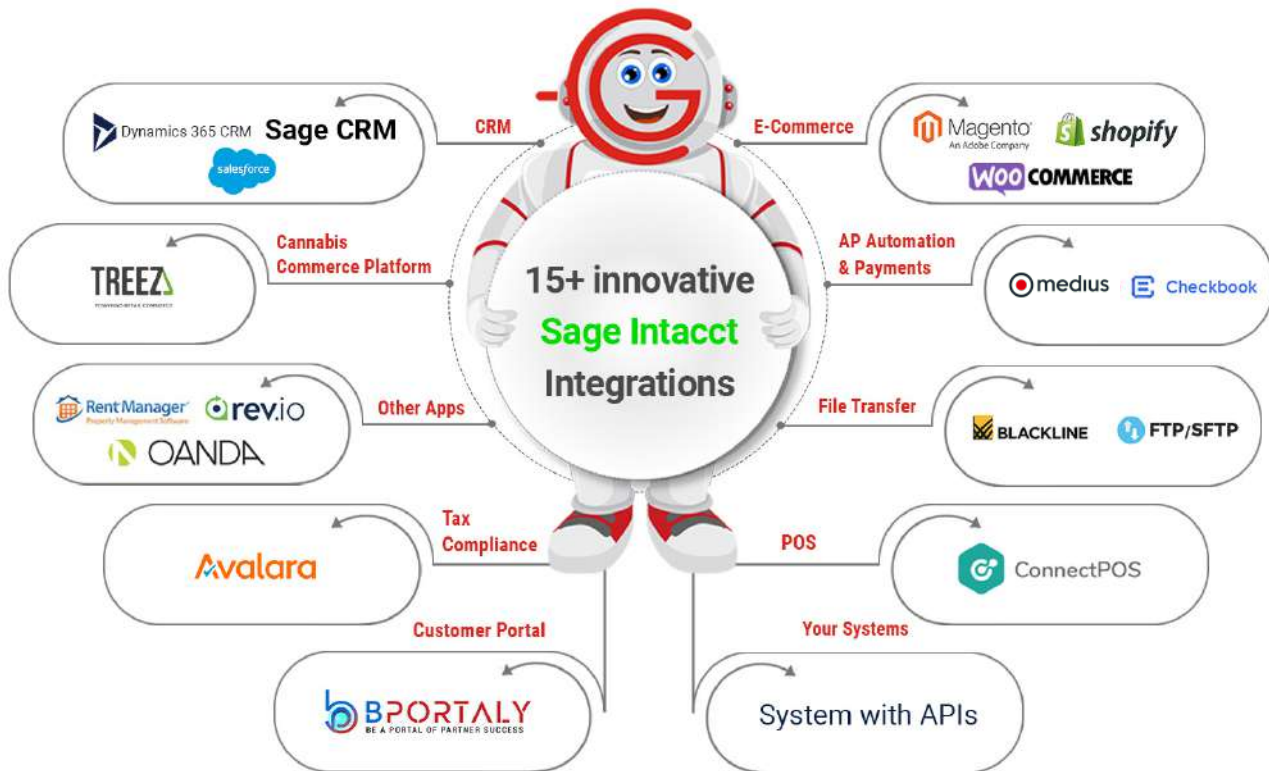 15+ innovative
Sage Intacct
Integrations
CRM
Dynamics 365 CRM
Sage CRM
salesforce
Cannabis
Commerce Platform
TREEZ
POWERING RETAIL COMMERCE
Other Apps
Rent Manager
Property Management Software
rev.io
OANDA
Tax
Compliance
Avalara
Customer Portal
BPORTALY
BE A PORTAL OF PARTNER SUCCESS
E-Commerce
Magento
An Adobe Company
shopify
WOO COMMERCE
AP Automation
& Payments
medius
Checkbook
File Transfer
BLACKLINE
FTP/SFTP
POS
ConnectPOS
Your Systems
System with APIs